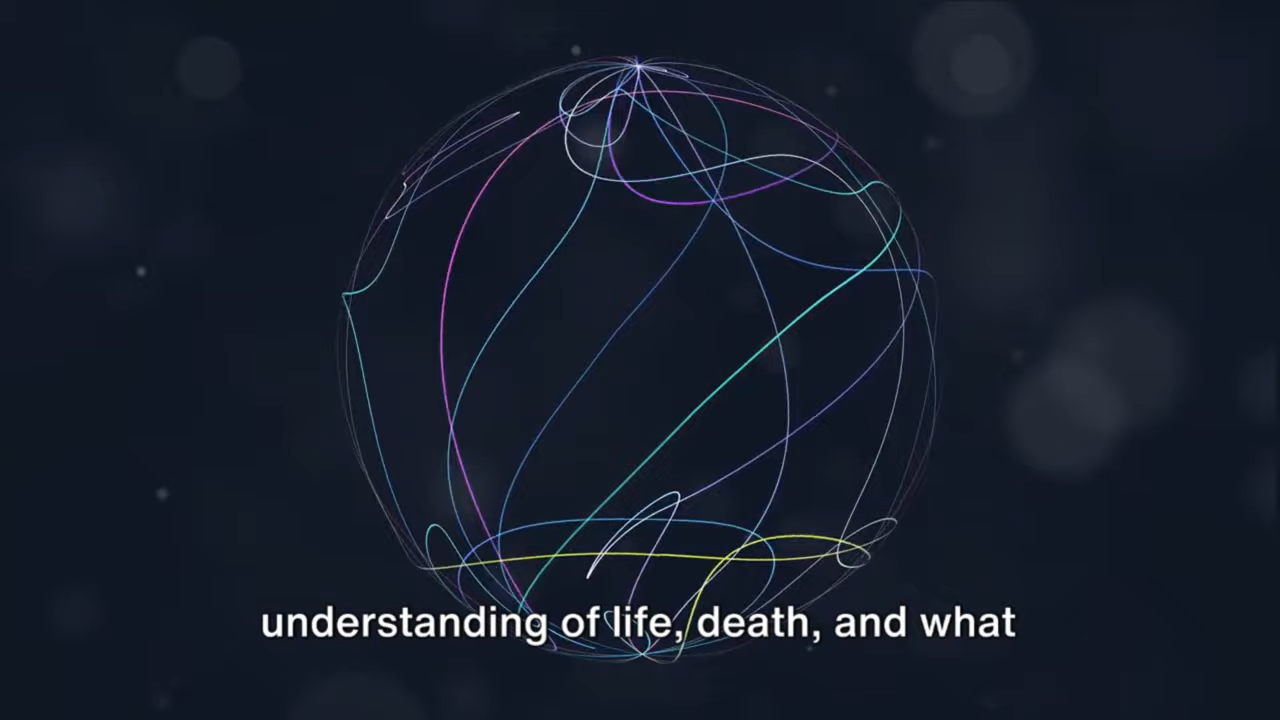 understanding of life, death, and what